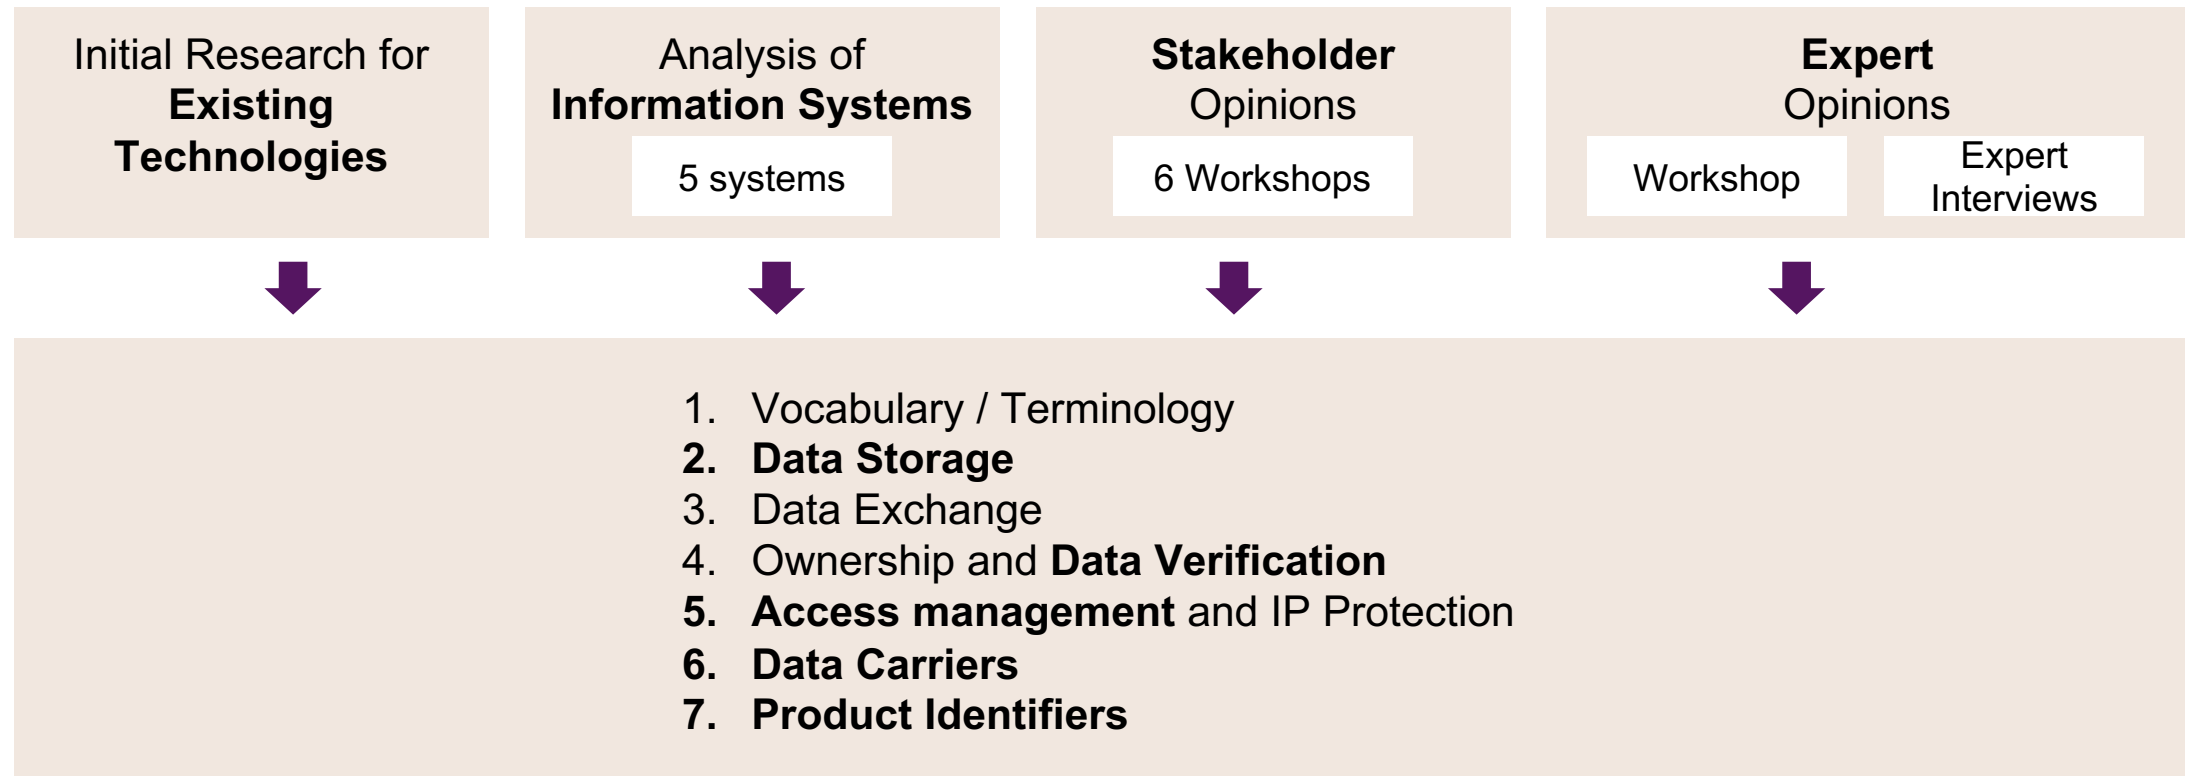 Initial Research for
Existing
Technologies
Analysis of
Information Systems
5 systems
Stakeholder
Opinions
6 Workshops
Expert
Opinions
Workshop
Expert
Interviews
1. Vocabulary / Terminology
2. Data Storage
3. Data Exchange
4. Ownership and Data Verification
5. Access management and IP Protection
6. Data Carriers
7. Product Identifiers